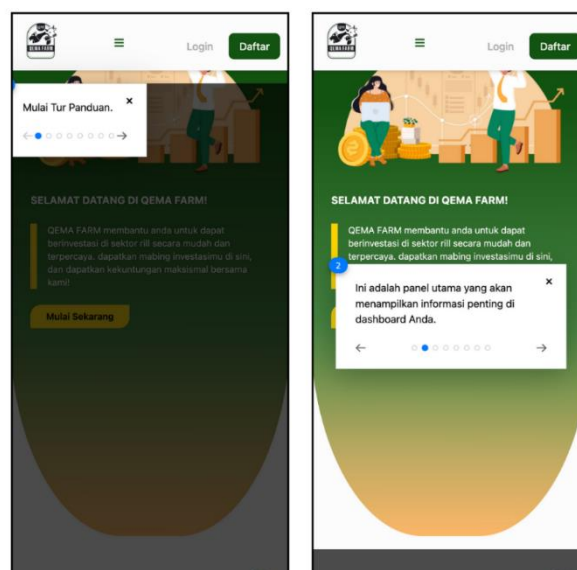 QEMA FARM
Login
Daftar
Mulai Tur Panduan.
SELAMAT DATANG DI QEMA FARM!
QEMA FARM membantu anda untuk dapat
berinvestasi di sektor riil secara mudah dan
terpercaya. dapatkan mabing investasimu di sini,
dan dapatkan kekuntungan maksismal bersama
kami!
Mulai Sekarang
QEMA FARM
Login
Daftar
SELAMAT DATANG DI QEMA FARM!
QEMA FARM membantu anda untuk dapat
berinvestasi di sektor riil secara mudah dan
terpercaya. dapatkan mabing investasimu di sini,
2
Ini adalah panel utama yang akan
menampilkan informasi penting di
dashboard Anda.